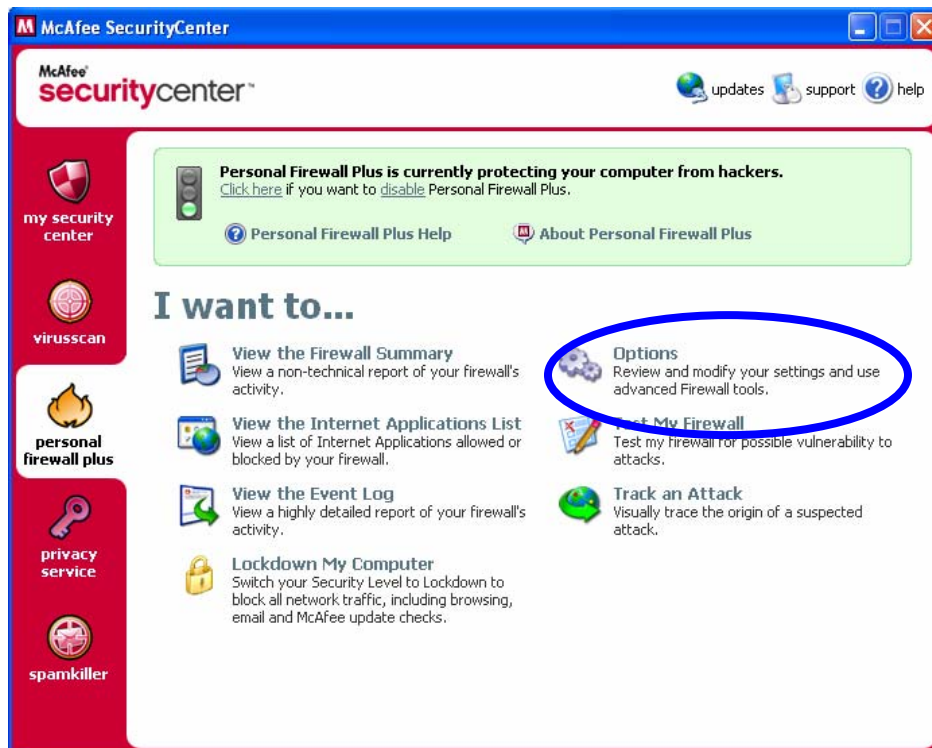 McAfee SecurityCenter
McAfee®
securitycenter™
updates
support
help
my security
center
virusscan
personal
firewall plus
privacy
service
spamkiller
Personal Firewall Plus is currently protecting your computer from hackers.
Click here if you want to disable Personal Firewall Plus.
Personal Firewall Plus Help
About Personal Firewall Plus
I want to...
View the Firewall Summary
View a non-technical report of your firewall's
activity.
View the Internet Applications List
View a list of Internet Applications allowed or
blocked by your firewall.
View the Event Log
View a highly detailed report of your firewall's
activity.
Lockdown My Computer
Switch your Security Level to Lockdown to
block all network traffic, including browsing,
email and McAfee update checks.
Options
Review and modify your settings and use
advanced Firewall tools.
Test My Firewall
Test my firewall for possible vulnerability to
attacks.
Track an Attack
Visually trace the origin of a suspected
attack.